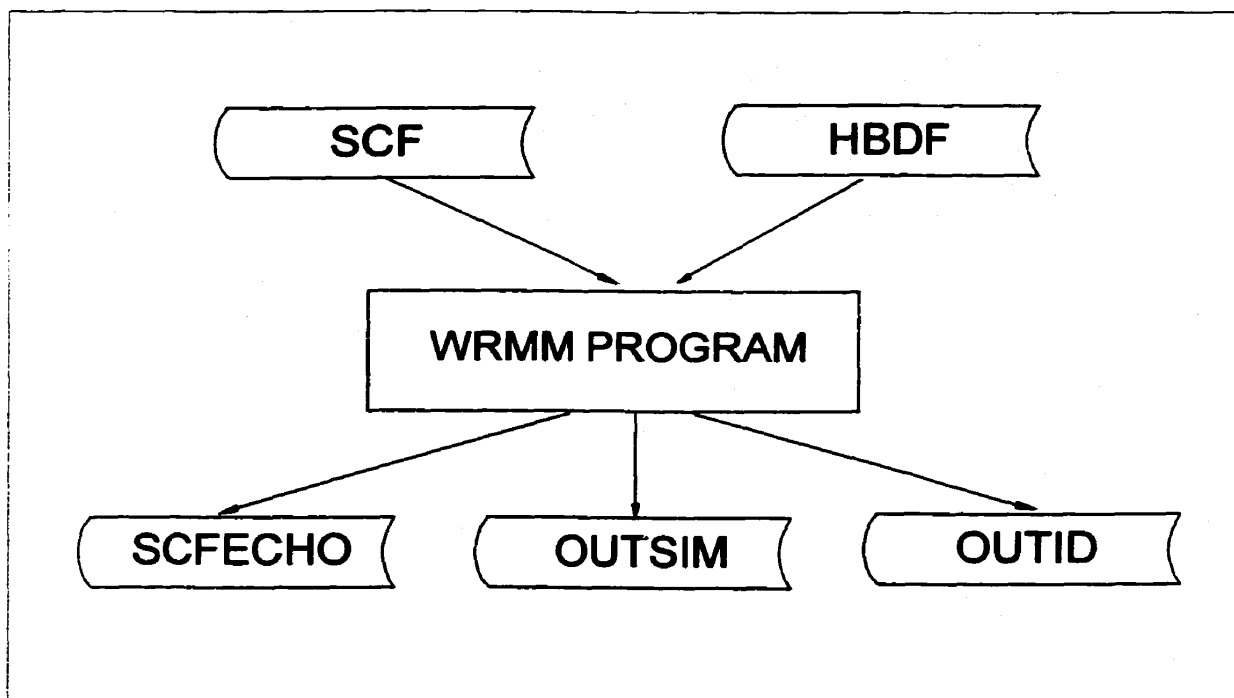 SCF
HBDF
WRMM PROGRAM
SCFECHO
OUTSIM
OUTID